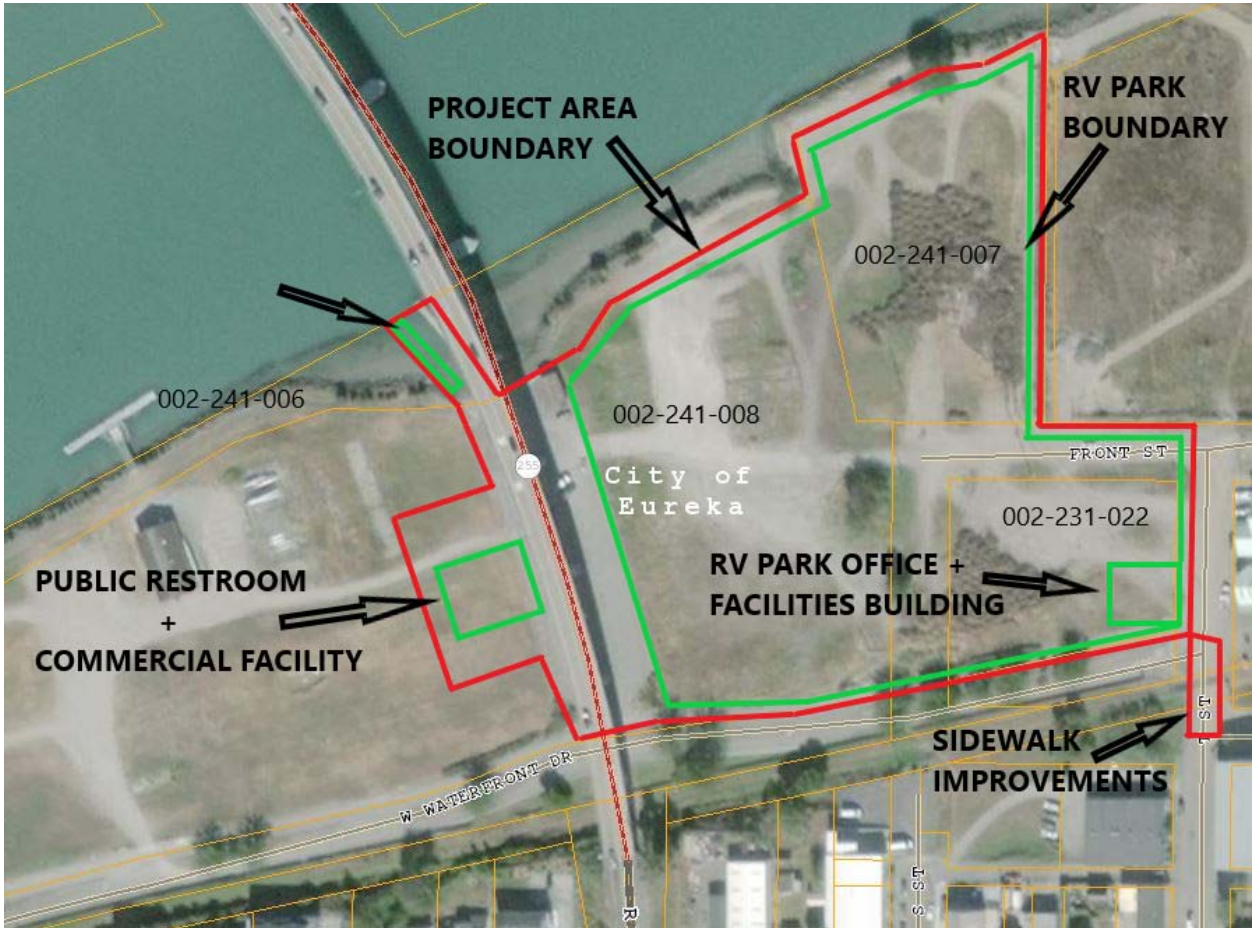 PROJECT AREA
BOUNDARY
RV PARK
BOUNDARY
002-241-007
002-241-006
002-241-008
255
City of
Eureka
FRONT ST
002-231-022
PUBLIC RESTROOM
+
COMMERCIAL FACILITY
RV PARK OFFICE +
FACILITIES BUILDING
SIDEWALK
IMPROVEMENTS
T ST
W WATERFRONT DR
S ST
R